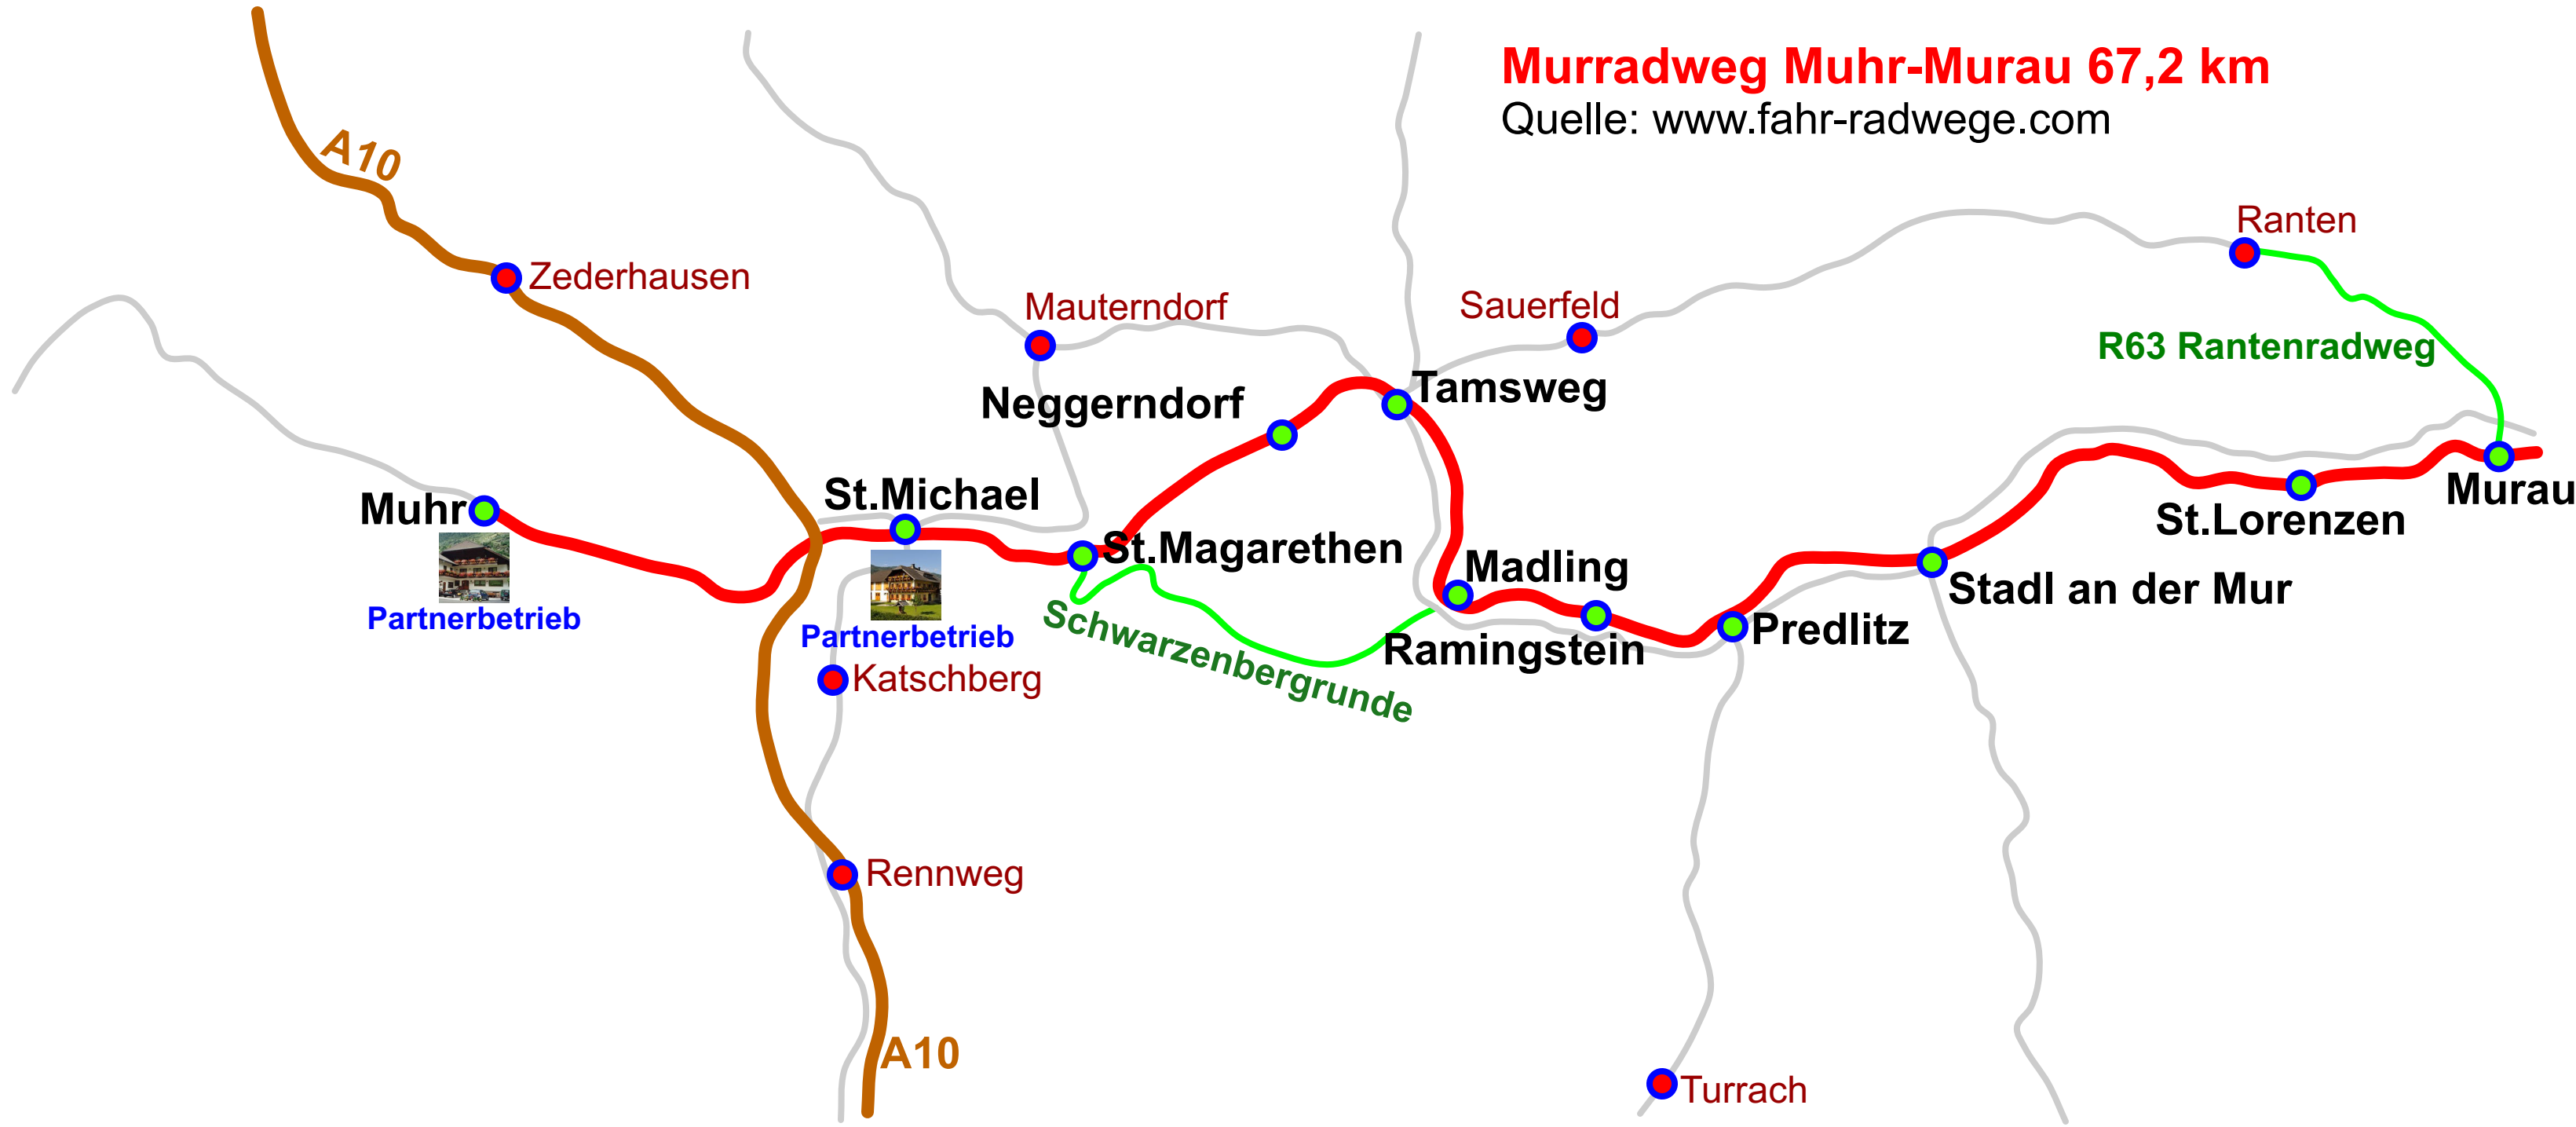 Murradweg Muhr-Murau 67,2 km
Quelle: www.fahr-radwege.com
A10
Zederhausen
Ranten
Mauterndorf
Sauerfeld
R63 Rantenradweg
Neggerndorf
Tamsweg
Muhr
St.Michael
Murau
St.Lorenzen
St.Magarethen
Madling
Stadl an der Mur
Partnerbetrieb
Partnerbetrieb
Schwarzenbergrunde
Ramingstein
Predlitz
Katschberg
Rennweg
A10
Turrach